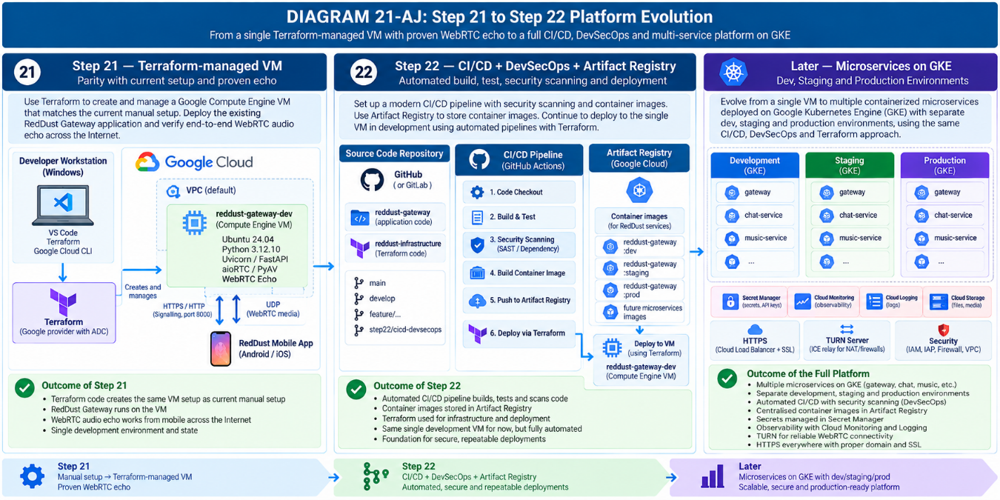 DIAGRAM 21-AJ: Step 21 to Step 22 Platform Evolution
From a single Terraform-managed VM with proven WebRTC echo to a full CI/CD, DevSecOps and multi-service platform on GKE
21
Step 21 — Terraform-managed VM
Parity with current setup and proven echo
Use Terraform to create and manage a Google Compute Engine VM
that matches the current manual setup. Deploy the existing
RedDust Gateway application and verify end-to-end WebRTC audio
echo across the Internet.
Developer Workstation
(Windows)
VS Code
Terraform
Google Cloud CLI
Terraform
(Google provider with ADC)
Creates and
manages
Google Cloud
VPC (default)
reddust-gateway-dev
(Compute Engine VM)
Ubuntu 24.04
Python 3.12.10
Uvicorn / FastAPI
aioRTC / PyAV
WebRTC Echo
HTTPS / HTTP
(Signalling, port 8000)
UDP
(WebRTC media)
RedDust Mobile App
(Android / iOS)
Outcome of Step 21
• Terraform code creates the same VM setup as current manual setup
• RedDust Gateway runs on the VM
• WebRTC audio echo works from mobile across the Internet
• Single development environment and state
22
Step 22 — CI/CD + DevSecOps + Artifact Registry
Automated build, test, security scanning and deployment
Set up a modern CI/CD pipeline with security scanning and container images.
Use Artifact Registry to store container images. Continue to deploy to the single
VM in development using automated pipelines with Terraform.
Source Code Repository
GitHub
( or GitLab )
reddust-gateway
(application code)
reddust-infrastructure
(Terraform code)
main
develop
feature/...
step22/cicd-devsecops
CI/CD Pipeline
(GitHub Actions)
1. Code Checkout
2. Build & Test
3. Security Scanning
(SAST / Dependency)
4. Build Container Image
5. Push to Artifact Registry
6. Deploy via Terraform
Artifact Registry
(Google Cloud)
Container images
(for RedDust services)
reddust-gateway
:dev
reddust-gateway
:staging
reddust-gateway
:prod
future microservices
images
Deploy to VM
(using Terraform)
reddust-gateway-dev
(Compute Engine VM)
Outcome of Step 22
• Automated CI/CD pipeline builds, tests and scans code
• Container images stored in Artifact Registry
• Terraform used for infrastructure and deployment
• Same single development VM for now, but fully automated
• Foundation for secure, repeatable deployments
Later — Microservices on GKE
Dev, Staging and Production Environments
Evolve from a single VM to multiple containerized microservices
deployed on Google Kubernetes Engine (GKE) with separate
dev, staging and production environments, using the same
CI/CD, DevSecOps and Terraform approach.
Development
(GKE)
gateway
chat-service
music-service
...
Staging
(GKE)
gateway
chat-service
music-service
...
Production
(GKE)
gateway
chat-service
music-service
...
Secret Manager
(secrets, API keys)
Cloud Monitoring
(observability)
Cloud Logging
(logs)
Cloud Storage
(files, media)
HTTPS
(Cloud Load Balancer + SSL)
TURN Server
(ICE relay for NAT/firewalls)
Security
(IAM, IAP, Firewall, VPC)
Outcome of the Full Platform
• Multiple microservices on GKE (gateway, chat, music, etc.)
• Separate development, staging and production environments
• Automated CI/CD with security scanning (DevSecOps)
• Centralised container images in Artifact Registry
• Secrets managed in Secret Manager
• Observability with Cloud Monitoring and Logging
• TURN for reliable WebRTC connectivity
• HTTPS everywhere with proper domain and SSL
Step 21
Manual setup → Terraform-managed VM
Proven WebRTC echo
Step 22
CI/CD + DevSecOps + Artifact Registry
Automated, secure and repeatable deployments
Later
Microservices on GKE with dev/staging/prod
Scalable, secure and production-ready platform